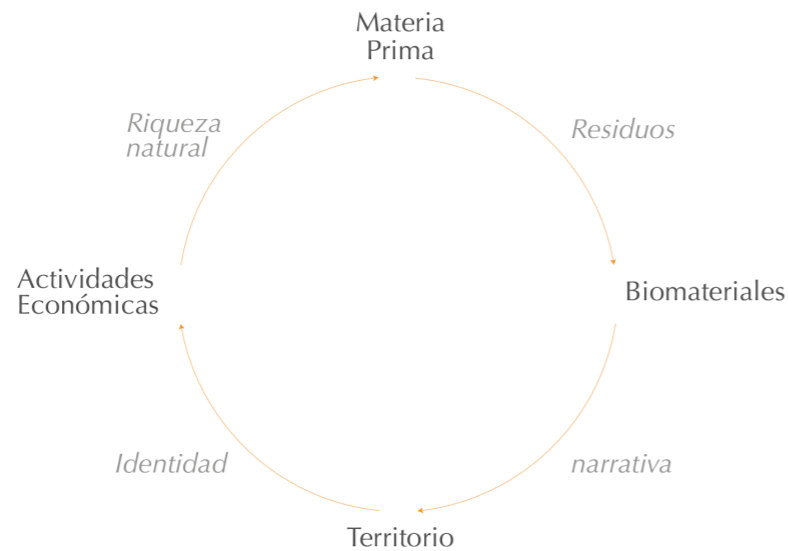 Materia
Prima
Riqueza
natural
Residuos
Actividades
Económicas
Biomateriales
Identidad
narrativa
Territorio